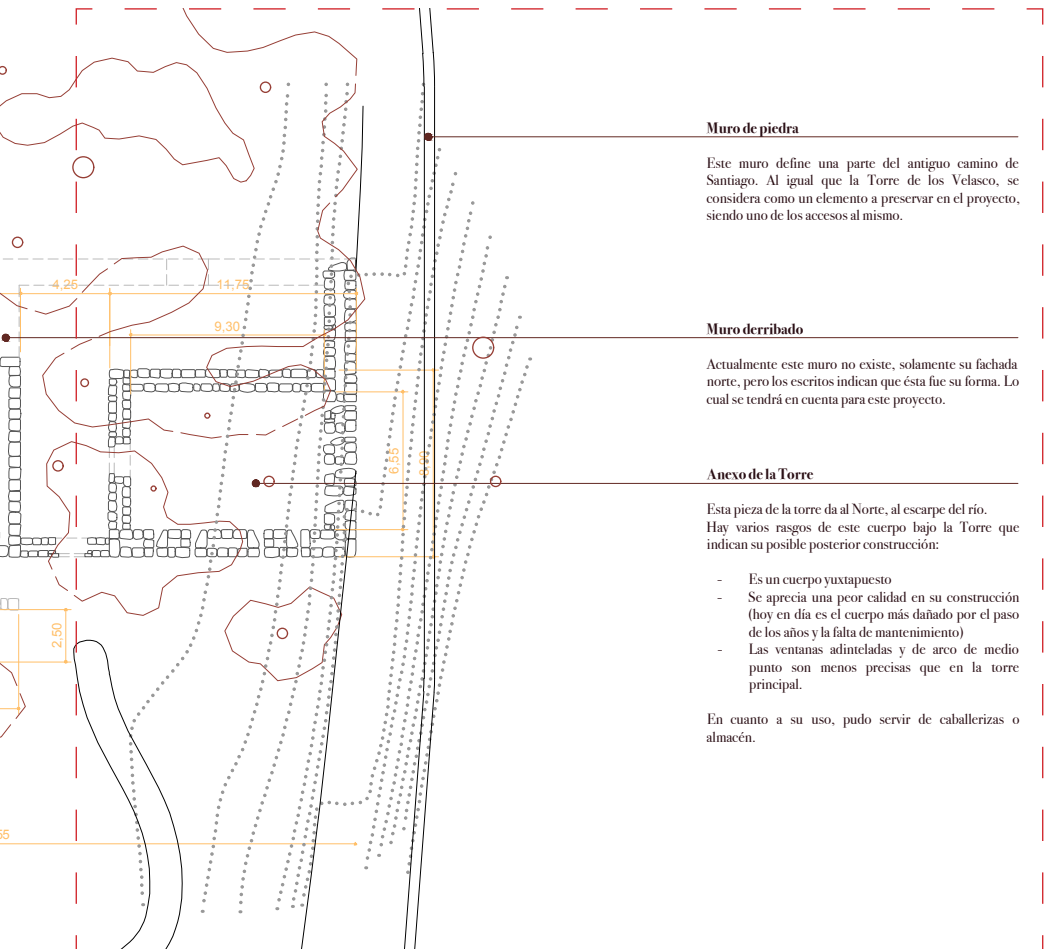 Muro de piedra
Este muro define una parte del antiguo camino de
Santiago. Al igual que la Torre de los Velasco, se
considera como un elemento a preservar en el proyecto,
siendo uno de los accesos al mismo.
4,25
11,75
9,30
Muro derribado
Actualmente este muro no existe, solamente su fachada
norte, pero los escritos indican que ésta fue su forma. Lo
cual se tendrá en cuenta para este proyecto.
6,55
Anexo de la Torre
Esta pieza de la torre da al Norte, al escarpe del río.
Hay varios rasgos de este cuerpo bajo la Torre que
indican su posible posterior construcción:
- Es un cuerpo yuxtapuesto
- Se aprecia una peor calidad en su construcción
(hoy en día es el cuerpo más dañado por el paso
de los años y la falta de mantenimiento)
- Las ventanas adinteladas y de arco de medio
punto son menos precisas que en la torre
principal.
2,50
En cuanto a su uso, pudo servir de caballerizas o
almacén.